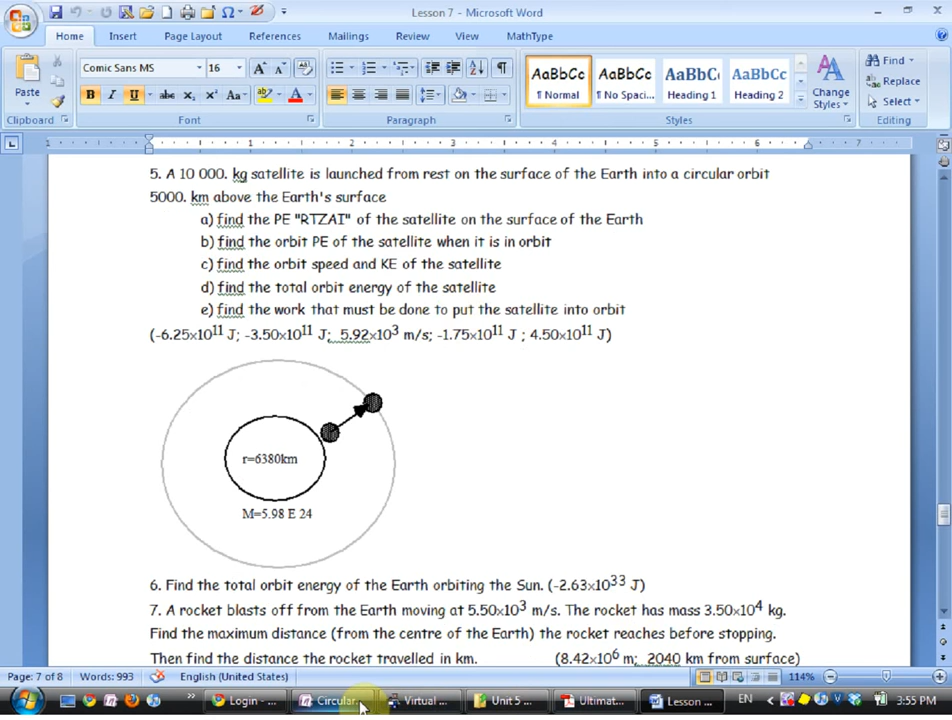 Lesson 7 - Microsoft Word
Home Insert Page Layout References Mailings Review View MathType
Comic Sans MS 16
Paste
B I U abc x₂ x² Aa
AaBbCc AaBbCc AaBbC AaBbCc
¶ Normal ¶ No Spaci... Heading 1 Heading 2
Change Styles
Find
Replace
Select
Clipboard Font Paragraph Styles Editing
5. A 10 000. kg satellite is launched from rest on the surface of the Earth into a circular orbit
5000. km above the Earth's surface
a) find the PE "RTZAI" of the satellite on the surface of the Earth
b) find the orbit PE of the satellite when it is in orbit
c) find the orbit speed and KE of the satellite
d) find the total orbit energy of the satellite
e) find the work that must be done to put the satellite into orbit
(-6.25x10¹¹ J; -3.50x10¹¹ J; 5.92x10³ m/s; -1.75x10¹¹ J ; 4.50x10¹¹ J)
r=6380km
M=5.98 E 24
6. Find the total orbit energy of the Earth orbiting the Sun. (-2.63x10³³ J)
7. A rocket blasts off from the Earth moving at 5.50x10³ m/s. The rocket has mass 3.50x10⁴ kg.
Find the maximum distance (from the centre of the Earth) the rocket reaches before stopping.
Then find the distance the rocket travelled in km. (8.42x10⁶ m; 2040 km from surface)
Page: 7 of 8 Words: 993 English (United States) 114%
Login - ... Circular Virtual ... Unit 5 ... Ultimat... Lesson ... EN 3:55 PM